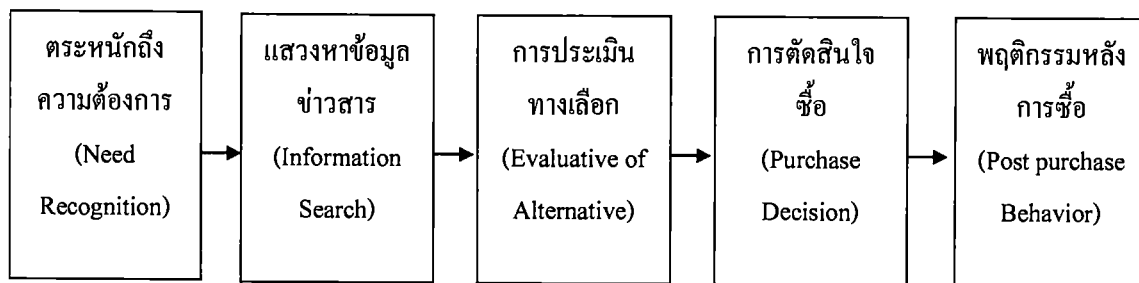 ตระหนักถึง
ความต้องการ
(Need
Recognition)
แสวงหาข้อมูล
ข่าวสาร
(Information
Search)
การประเมิน
ทางเลือก
(Evaluative of
Alternative)
การตัดสินใจ
ซื้อ
(Purchase
Decision)
พฤติกรรมหลัง
การซื้อ
(Post purchase
Behavior)